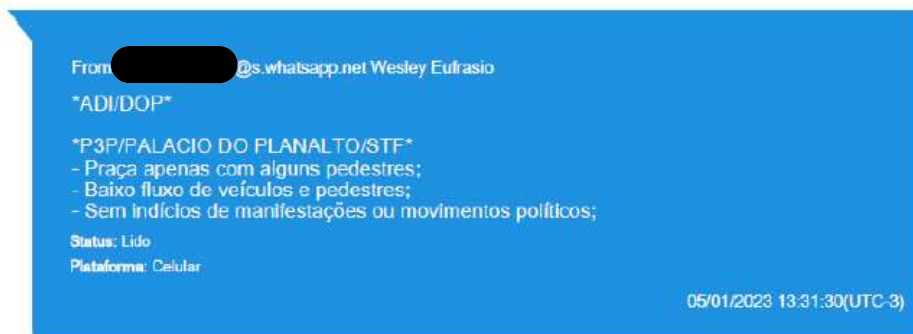 From @s.whatsapp.net Wesley Eufrasio
*ADI/DOP*
*P3P/PALACIO DO PLANALTO/STF*
- Praça apenas com alguns pedestres;
- Baixo fluxo de veículos e pedestres;
- Sem indícios de manifestações ou movimentos políticos;
Status: Lido
Plataforma: Celular
05/01/2023 13:31:30(UTC-3)